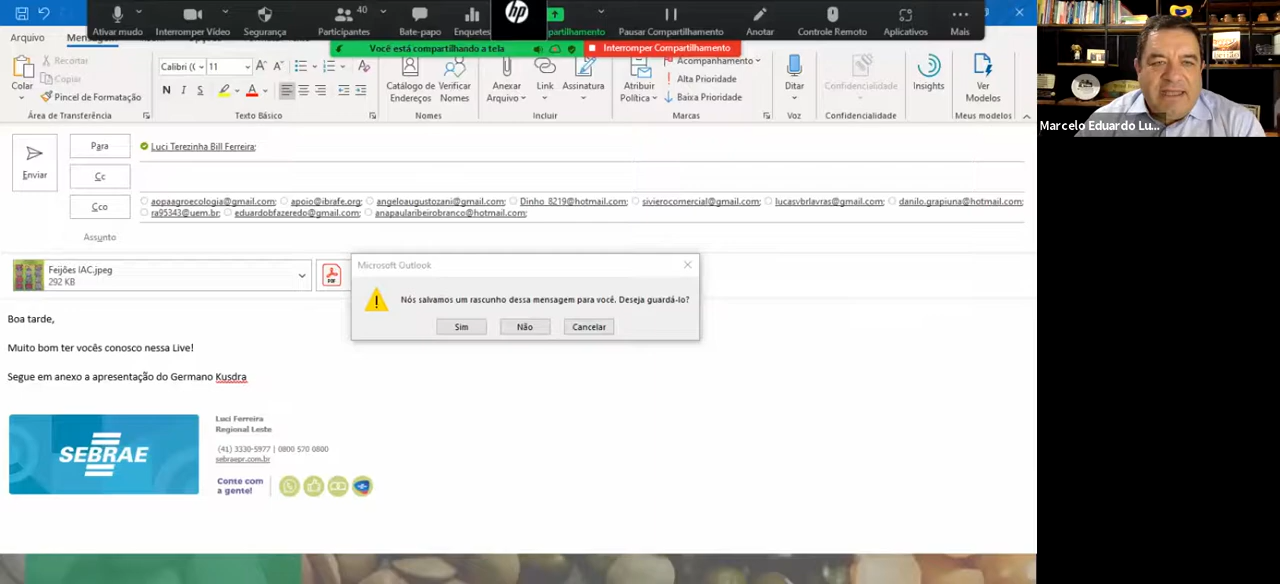 40
Ativar mudo
Interromper Vídeo
Segurança
Participantes
Bate-papo
Enquetes
hp
partilhamento
Pausar Compartilhamento
Anotar
Controle Remoto
Aplicativos
Mais
Você está compartilhando a tela
Interromper Compartilhamento
Arquivo
Recortar
Copiar
Pincel de Formatação
Colar
Calibri (C
11
N I S
Catálogo de Endereços
Verificar Nomes
Anexar Arquivo
Link
Assinatura
Atribuir Política
Acompanhamento
Alta Prioridade
Baixa Prioridade
Ditar
Confidencialidade
Insights
Ver Modelos
Área de Transferência
Texto Básico
Nomes
Incluir
Marcas
Voz
Confidencialidade
Meus modelos
Marcelo Eduardo Lu...
Enviar
Para
Luci Terezinha Bill Ferreira;
Cc
Cco
aopaagroecologia@gmail.com; apoio@ibrafe.org; angeloaugustozani@gmail.com; Dinho_8219@hotmail.com; sivierocomercial@gmail.com; lucasvbrlavras@gmail.com; danilo.grapiuna@hotmail.com;
ra95343@uem.br; eduardobfazeredo@gmail.com; anapaularibeirobranco@hotmail.com;
Assunto
Feijões IAC.jpeg
292 KB
PDF
Microsoft Outlook
Nós salvamos um rascunho dessa mensagem para você. Deseja guardá-lo?
Sim
Não
Cancelar
Boa tarde,
Muito bom ter vocês conosco nessa Live!
Segue em anexo a apresentação do Germano Kusdra
SEBRAE
Luci Ferreira
Regional Leste
(41) 3330-5977 | 0800 570 0800
sebraepr.com.br
Conte com
a gente!